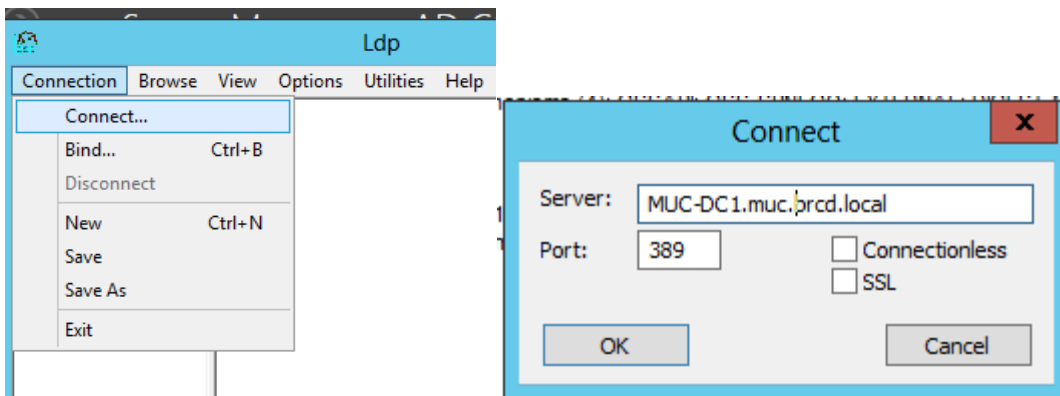 Ldp
Connection Browse View Options Utilities Help
Connect...
Bind... Ctrl+B
Disconnect
New Ctrl+N
Save
Save As
Exit
Connect
x
Server: MUC-DC1.muc.brcd.local
Port: 389 Connectionless
SSL
OK Cancel